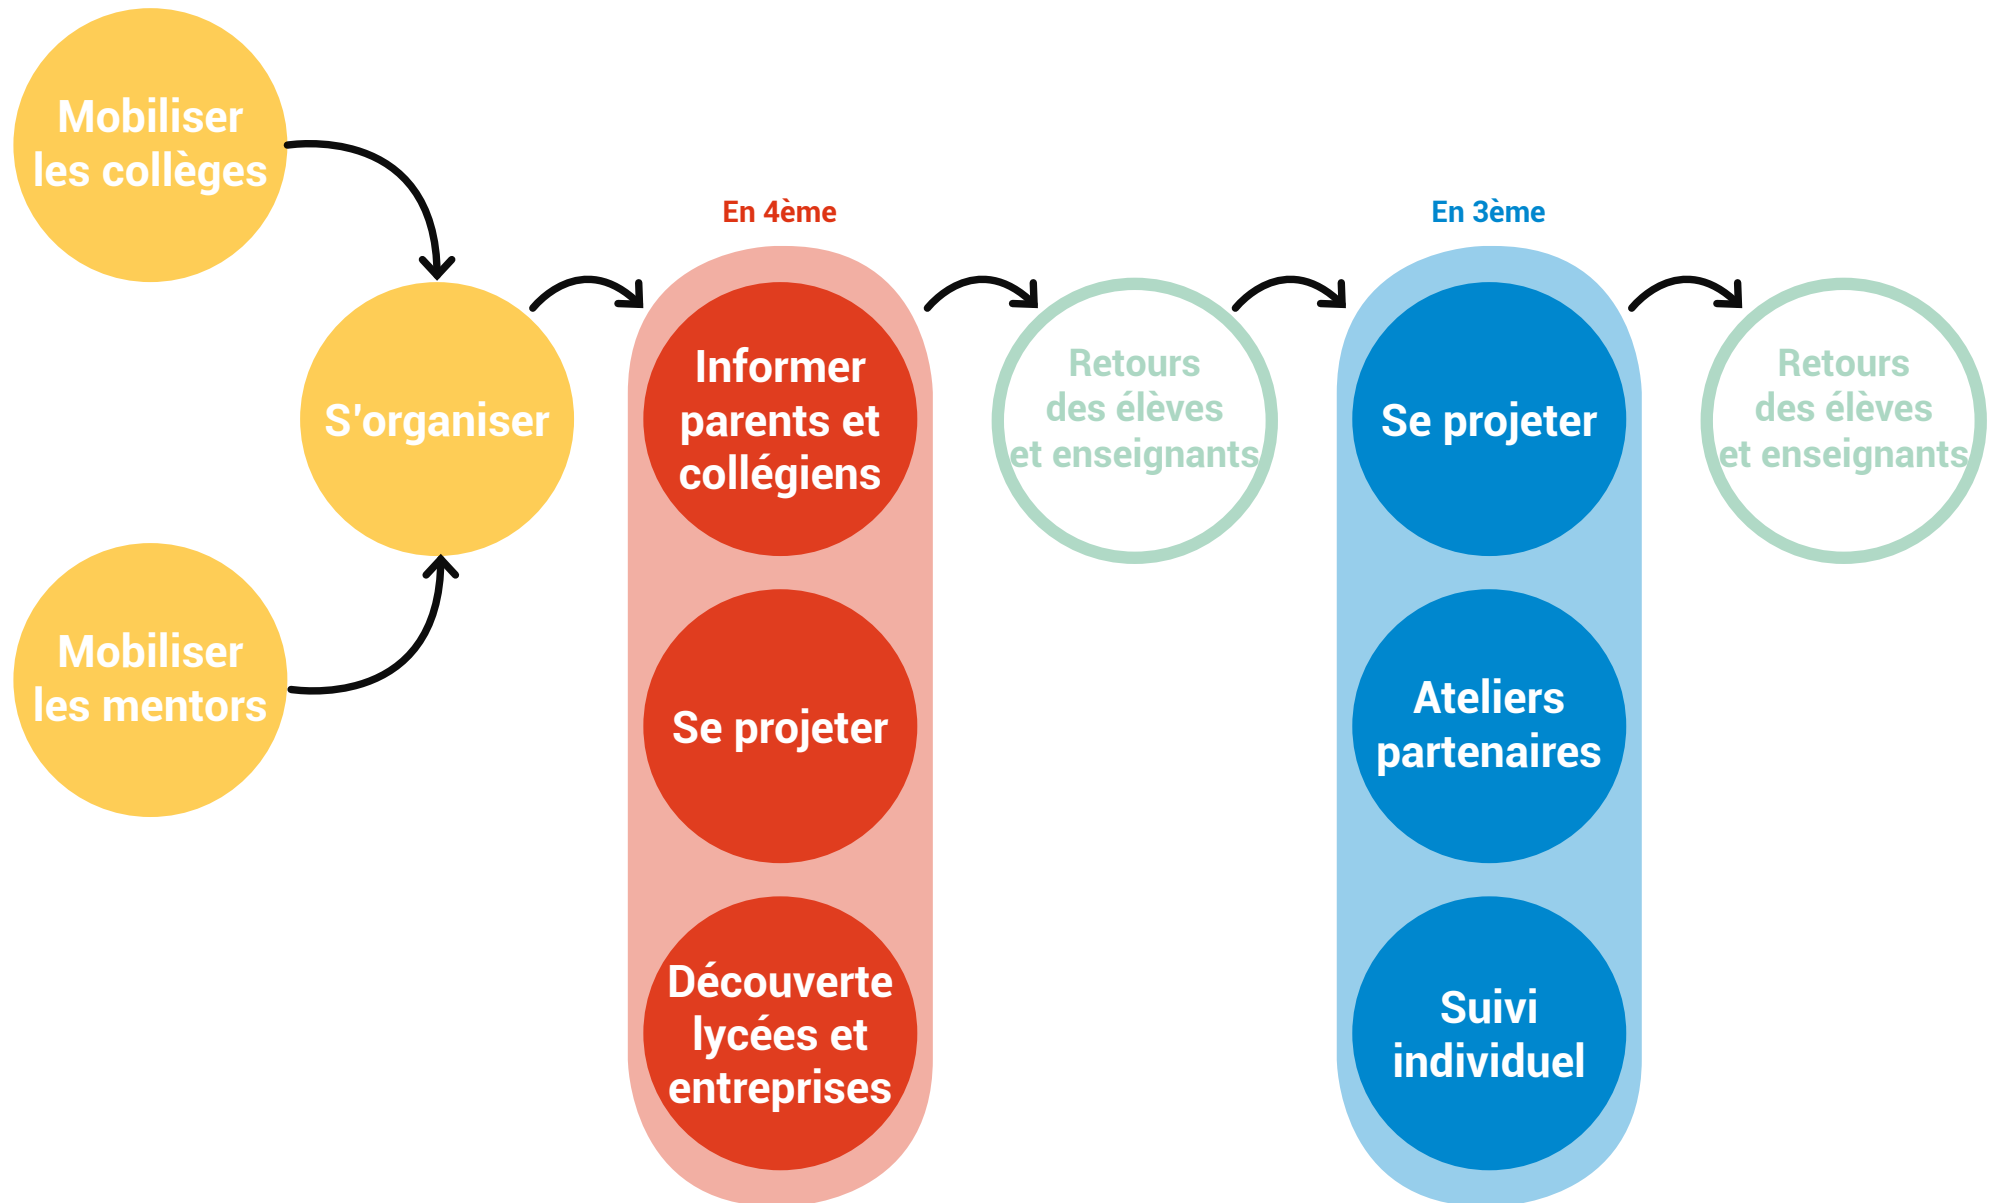 Mobiliser
les collèges
Mobiliser
les mentors
S'organiser
En 4ème
Informer
parents et
collégiens
Se projeter
Découverte
lycées et
entreprises
Retours
des élèves
et enseignants
En 3ème
Se projeter
Ateliers
partenaires
Suivi
individuel
Retours
des élèves
et enseignants